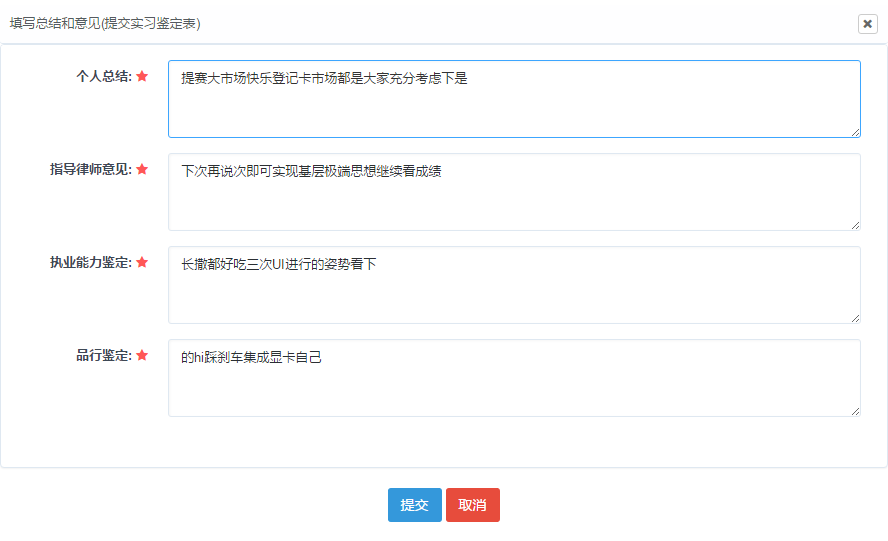 填写总结和意见(提交实习鉴定表)
个人总结: 提赛大市场快乐登记卡市场都是大家充分考虑下是
指导律师意见: 下次再说次即可实现基层极端思想继续看成绩
执业能力鉴定: 长撒都好吃三次UI进行的姿势看下
品行鉴定: 的hi踩刹车集成显卡自己
提交 取消